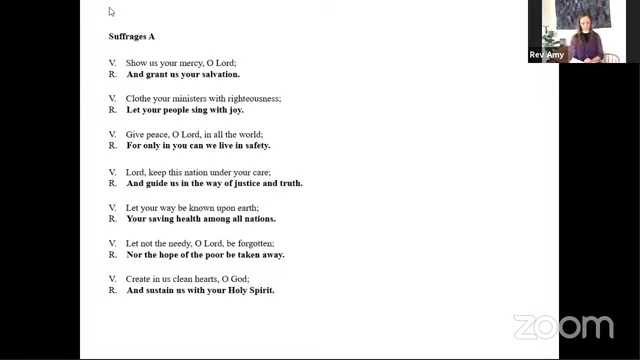 Suffrages A
V. Show us your mercy, O Lord;
R. And grant us your salvation.
V. Clothe your ministers with righteousness;
R. Let your people sing with joy.
V. Give peace, O Lord, in all the world;
R. For only in you can we live in safety.
V. Lord, keep this nation under your care;
R. And guide us in the way of justice and truth.
V. Let your way be known upon earth;
R. Your saving health among all nations.
V. Let not the needy, O Lord, be forgotten;
R. Nor the hope of the poor be taken away.
V. Create in us clean hearts, O God;
R. And sustain us with your Holy Spirit.
Rev Amy
zoom